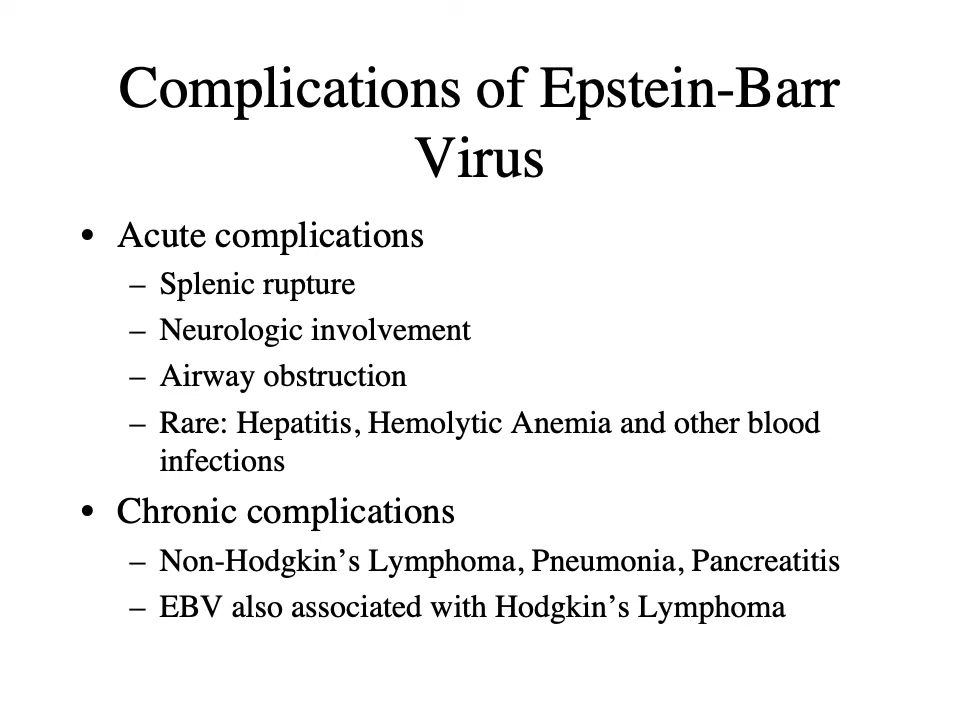 Complications of Epstein-Barr
Virus
• Acute complications
– Splenic rupture
– Neurologic involvement
– Airway obstruction
– Rare: Hepatitis, Hemolytic Anemia and other blood
infections
• Chronic complications
– Non-Hodgkin’s Lymphoma, Pneumonia, Pancreatitis
– EBV also associated with Hodgkin’s Lymphoma